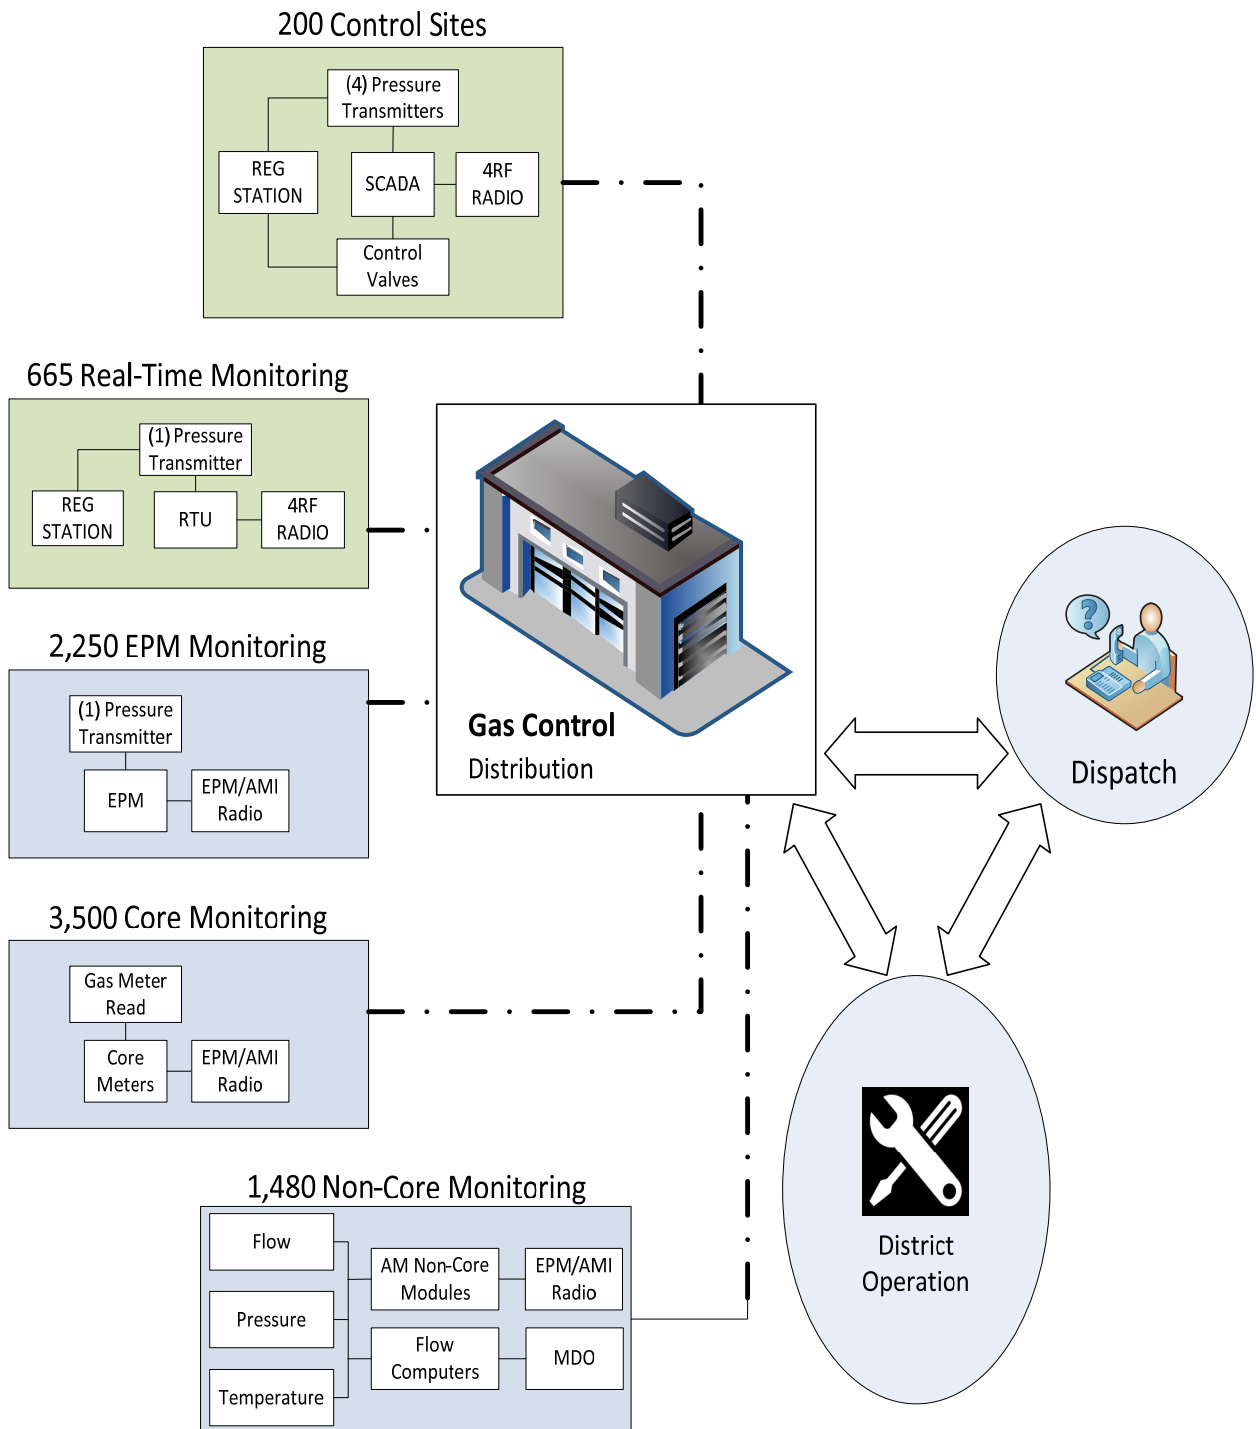 200 Control Sites
(4) Pressure
Transmitters
REG
STATION
SCADA
4RF
RADIO
Control
Valves
665 Real-Time Monitoring
(1) Pressure
Transmitter
REG
STATION
RTU
4RF
RADIO
2,250 EPM Monitoring
(1) Pressure
Transmitter
EPM
EPM/AMI
Radio
Gas Control
Distribution
?
Dispatch
3,500 Core Monitoring
Gas Meter
Read
Core
Meters
EPM/AMI
Radio
District
Operation
1,480 Non-Core Monitoring
Flow
Pressure
Temperature
AM Non-Core
Modules
EPM/AMI
Radio
Flow
Computers
MDO